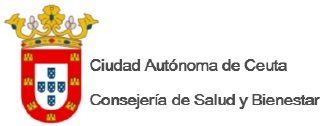 Ciudad Autónoma de Ceuta
Consejería de Salud y Bienestar